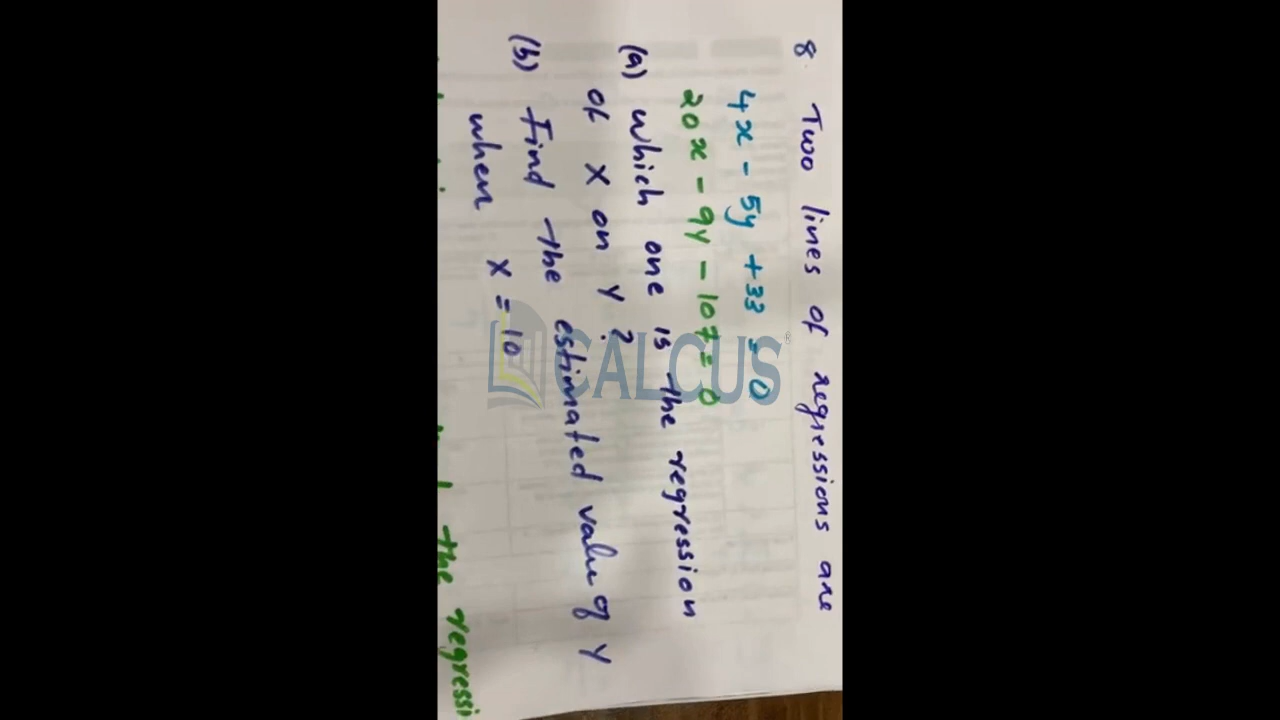 8 Two lines of regressions are
4x - 5y + 33 = 0
20x - 9y - 107 = 0
(a) which one is the regression
of X on Y ?
(b) Find the estimated value of Y
when X = 10
the regressi
CALCUS